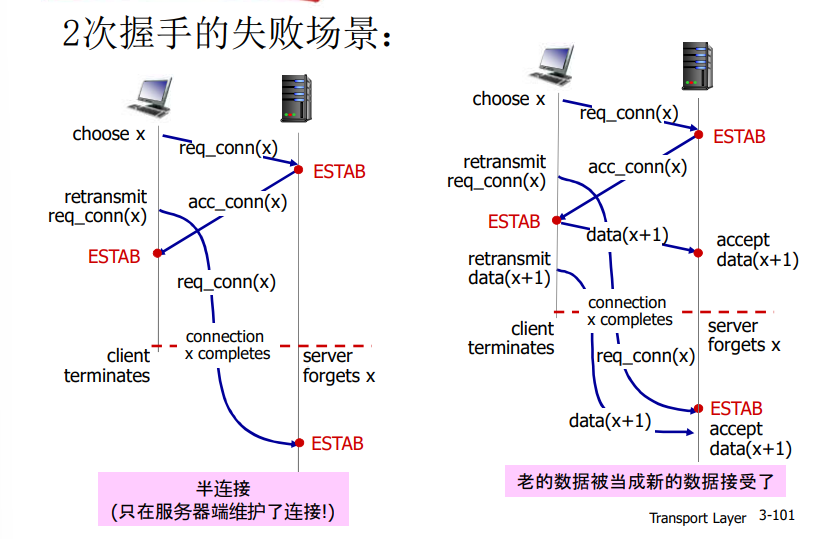 2次握手的失败场景：
choose x
req_conn(x)
ESTAB
retransmit
req_conn(x)
acc_conn(x)
ESTAB
req_conn(x)
connection
x completes
client
terminates
server
forgets x
ESTAB
半连接
(只在服务器端维护了连接!)
choose x
req_conn(x)
ESTAB
retransmit
req_conn(x)
acc_conn(x)
ESTAB
data(x+1)
accept
data(x+1)
retransmit
data(x+1)
connection
x completes
client
terminates
server
forgets x
req_conn(x)
ESTAB
data(x+1)
accept
data(x+1)
老的数据被当成新的数据接受了
Transport Layer 3-101